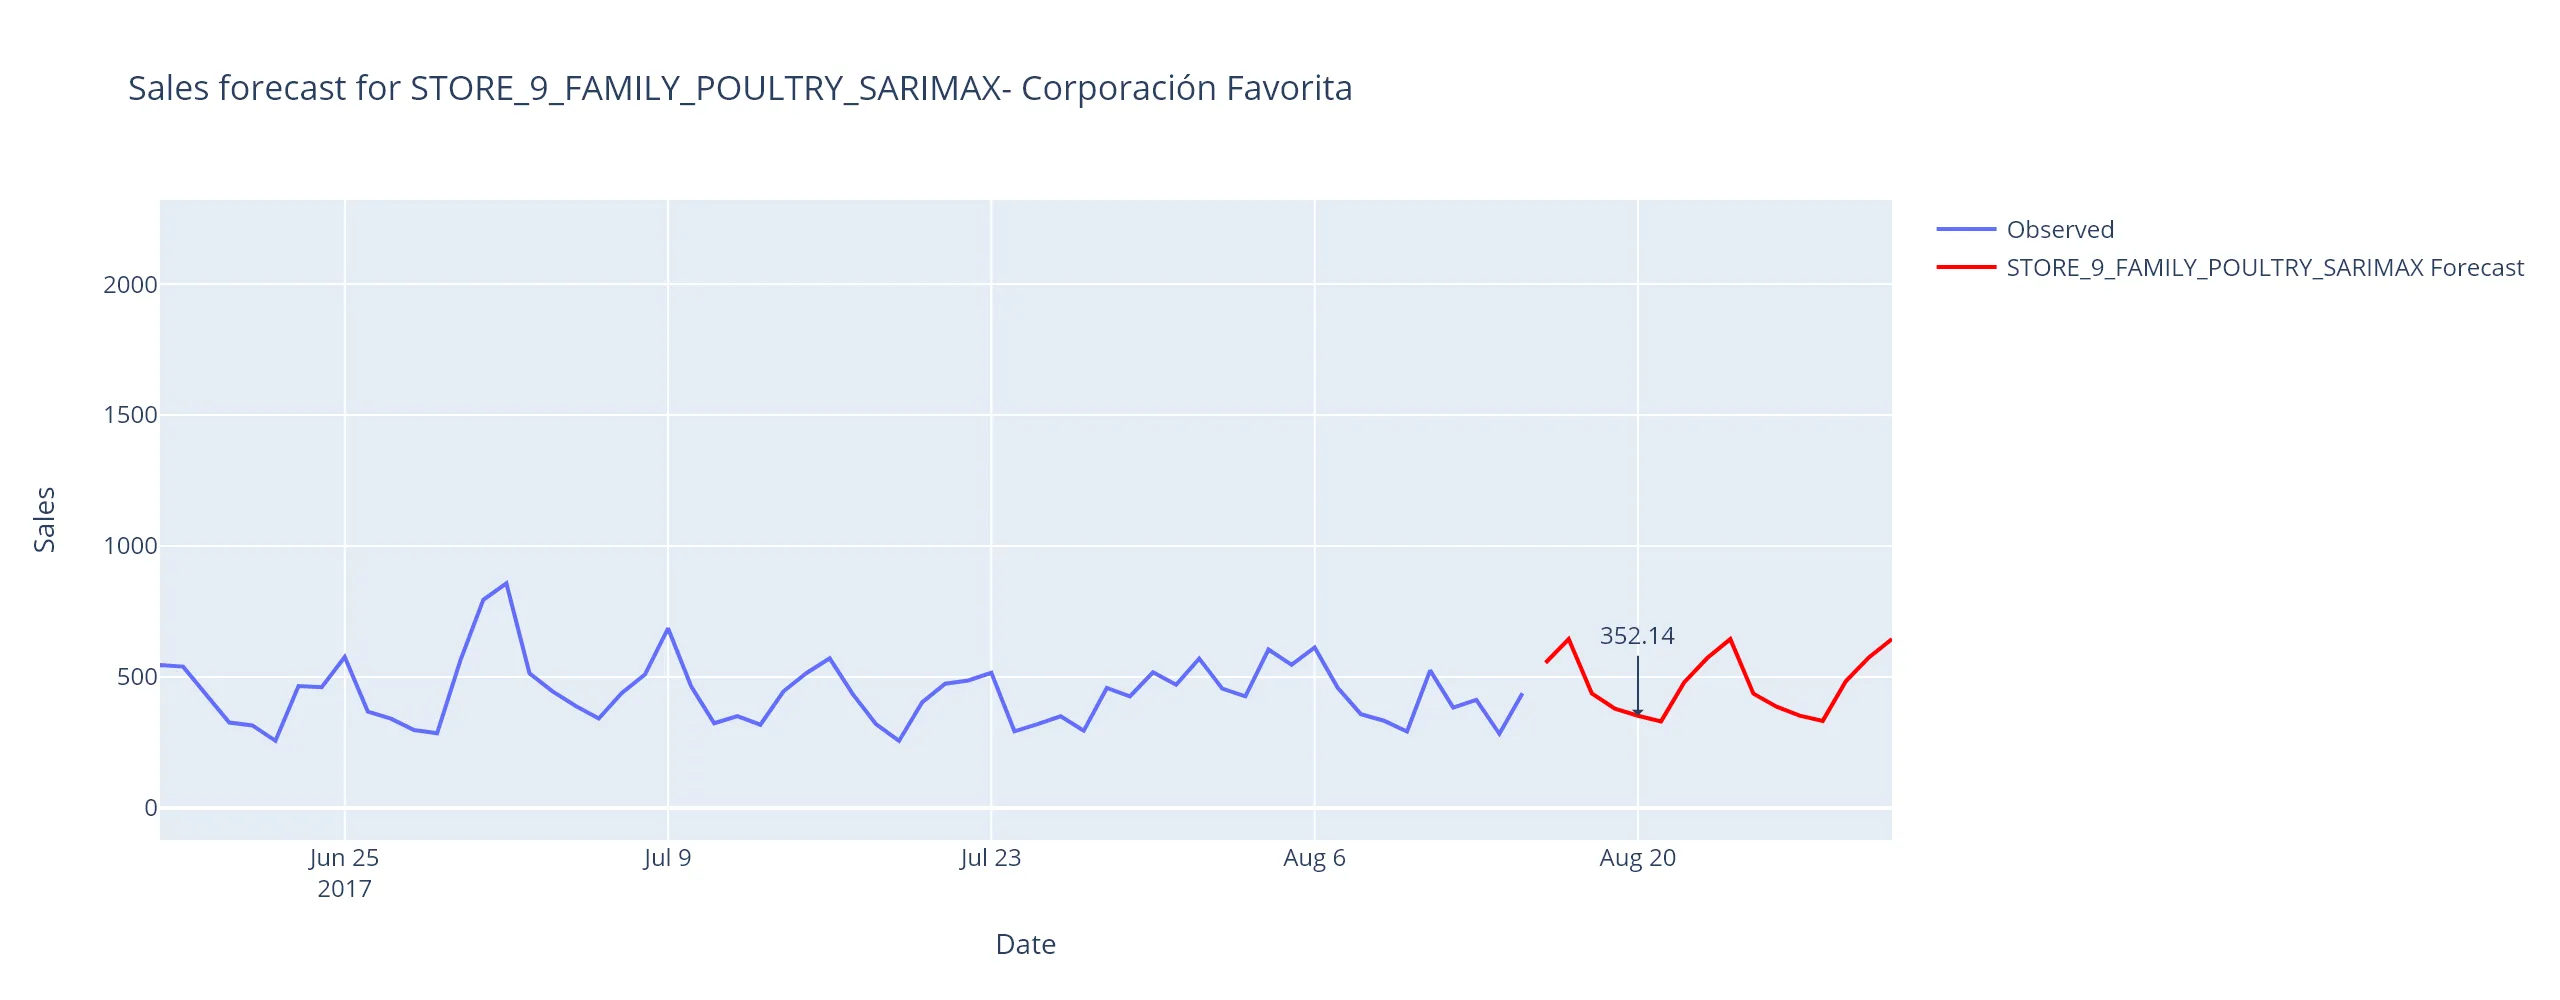 Sales forecast for STORE_9_FAMILY_POULTRY_SARIMAX- Corporación Favorita
Observed
STORE_9_FAMILY_POULTRY_SARIMAX Forecast
2000
1500
1000
500
0
Sales
352.14
Jun 25
2017
Jul 9
Jul 23
Aug 6
Aug 20
Date